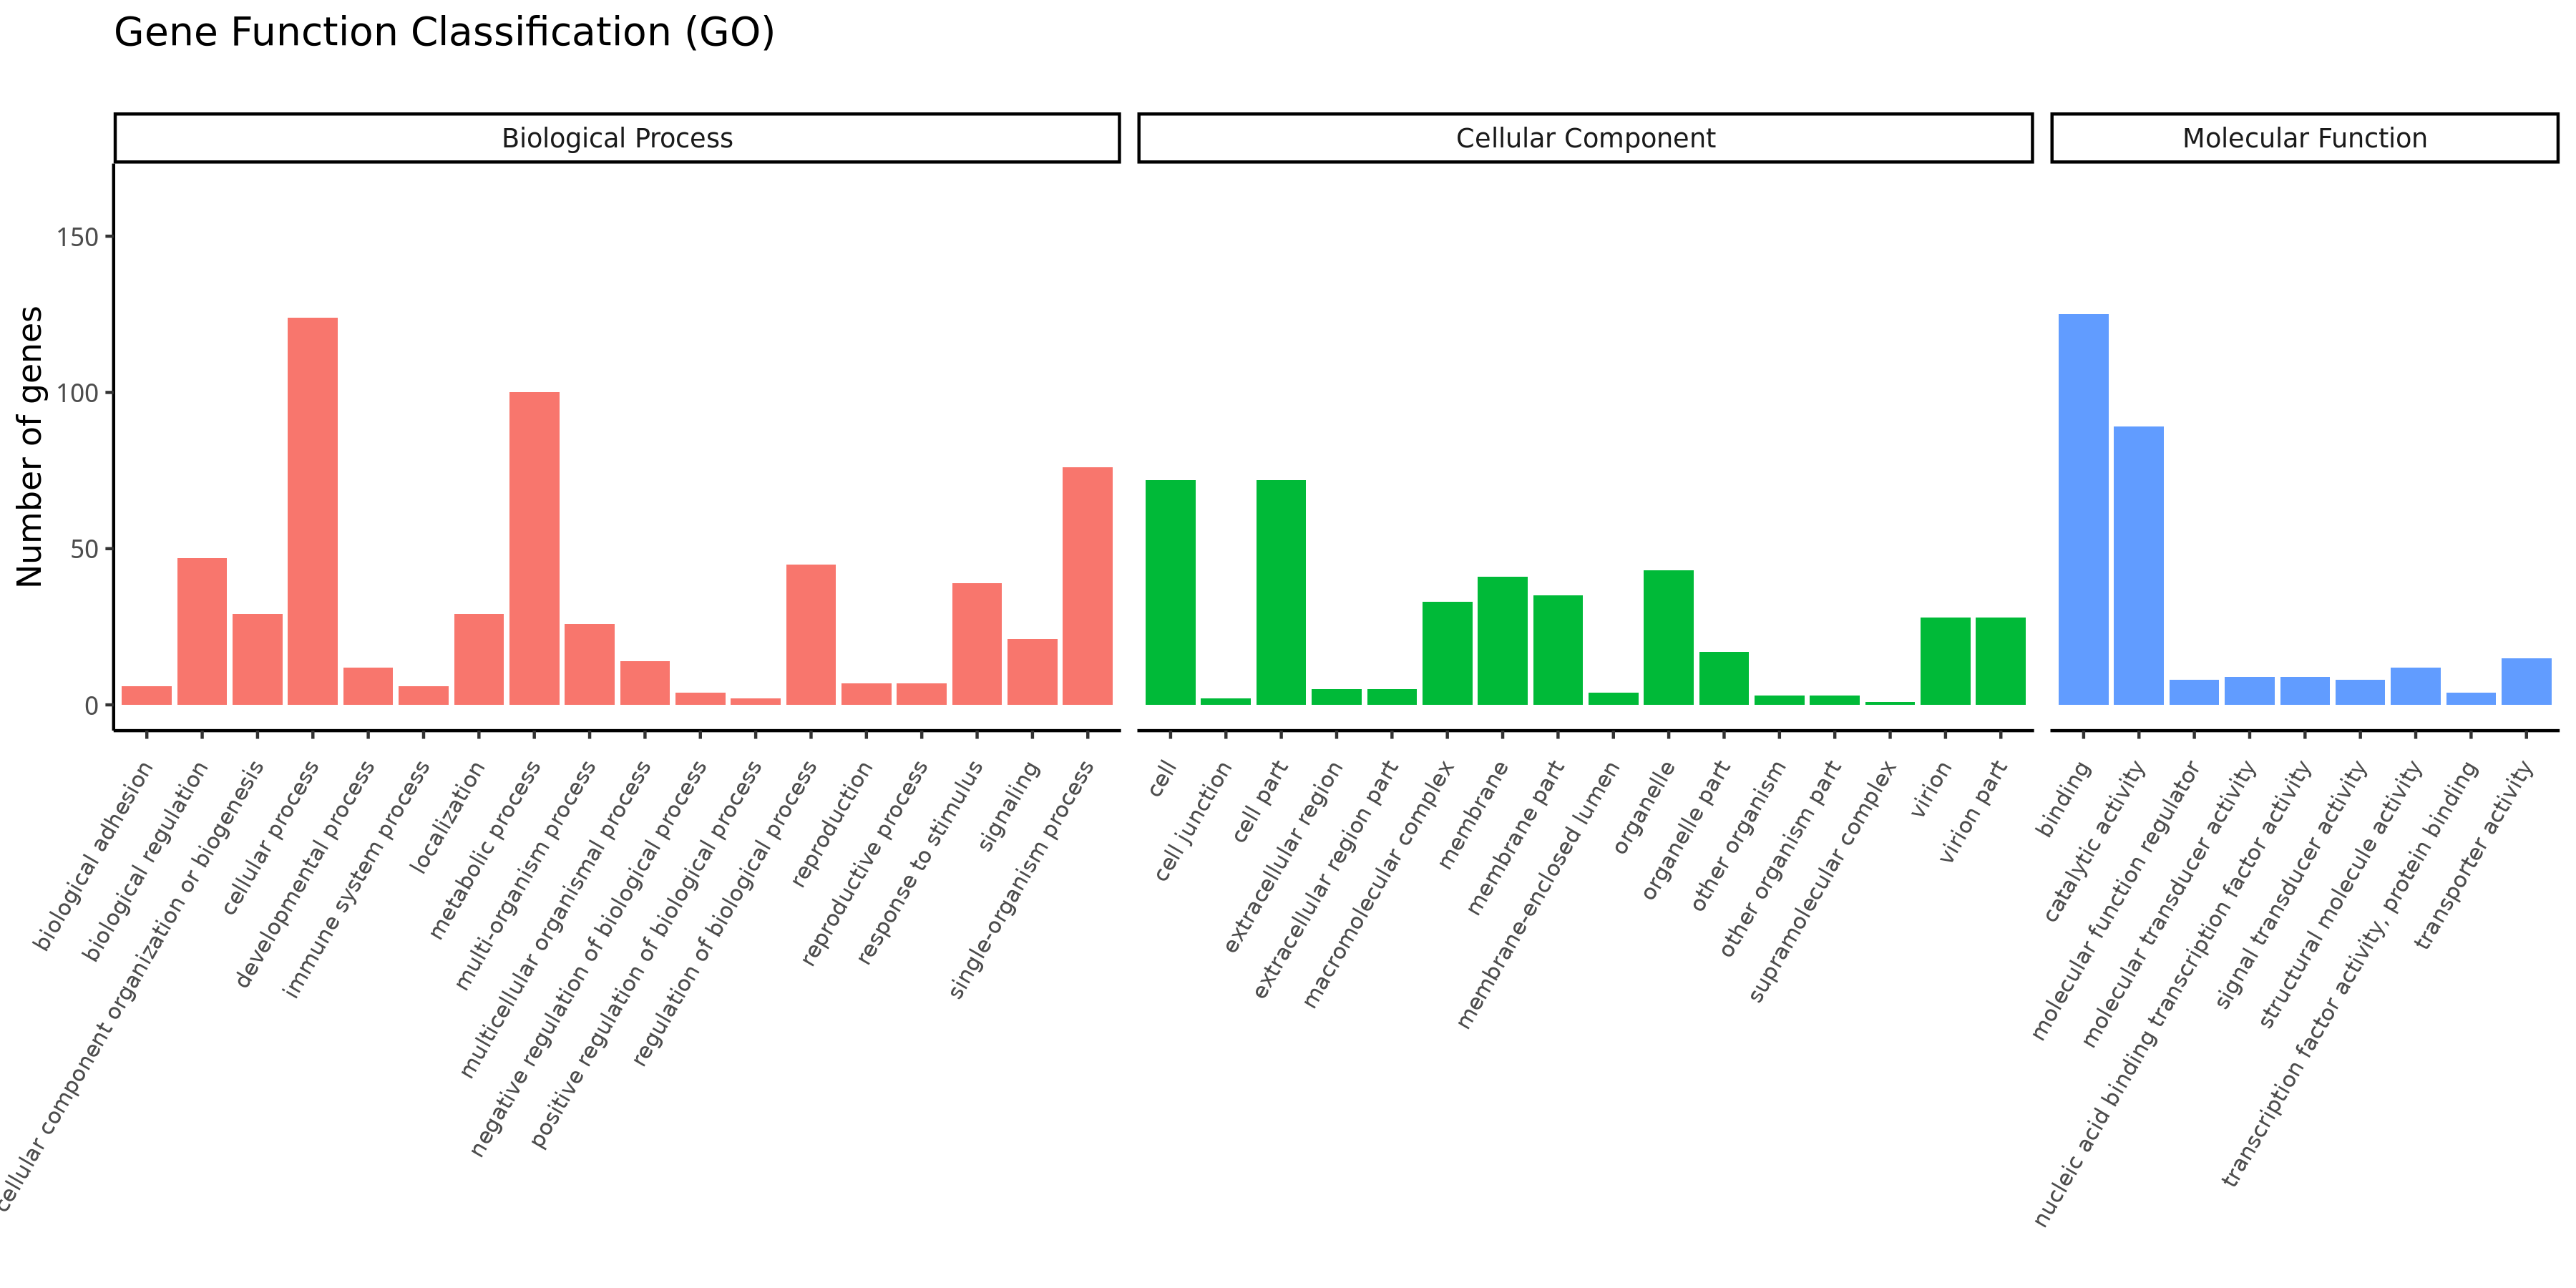 Gene Function Classification (GO)
Biological Process
Cellular Component
Molecular Function
Number of genes
150
100
50
0
biological adhesion
biological regulation
cellular component organization or biogenesis
cellular process
developmental process
immune system process
localization
metabolic process
multi-organism process
multicellular organismal process
negative regulation of biological process
positive regulation of biological process
regulation of biological process
reproduction
reproductive process
response to stimulus
signaling
single-organism process
cell
cell junction
cell part
extracellular region
extracellular region part
macromolecular complex
membrane
membrane part
membrane-enclosed lumen
organelle
organelle part
other organism
other organism part
supramolecular complex
virion
virion part
binding
catalytic activity
molecular function regulator
molecular transducer activity
nucleic acid binding transcription factor activity
signal transducer activity
structural molecule activity
transcription factor activity, protein binding
transporter activity